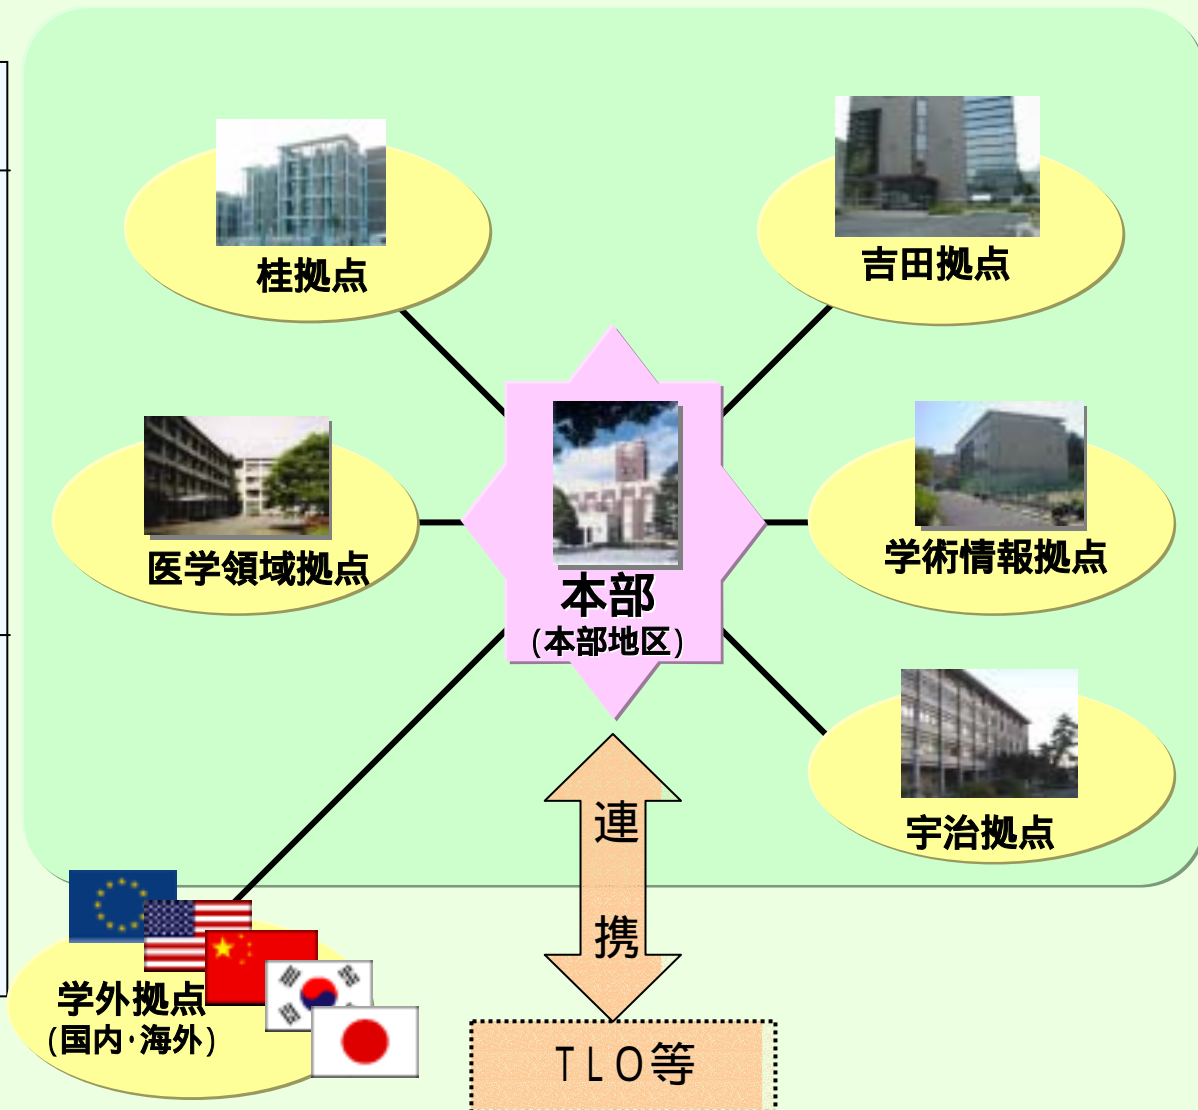 桂拠点
吉田拠点
医学領域拠点
本部
(本部地区)
学術情報拠点
宇治拠点
連
携
学外拠点
(国内・海外)
TLO等